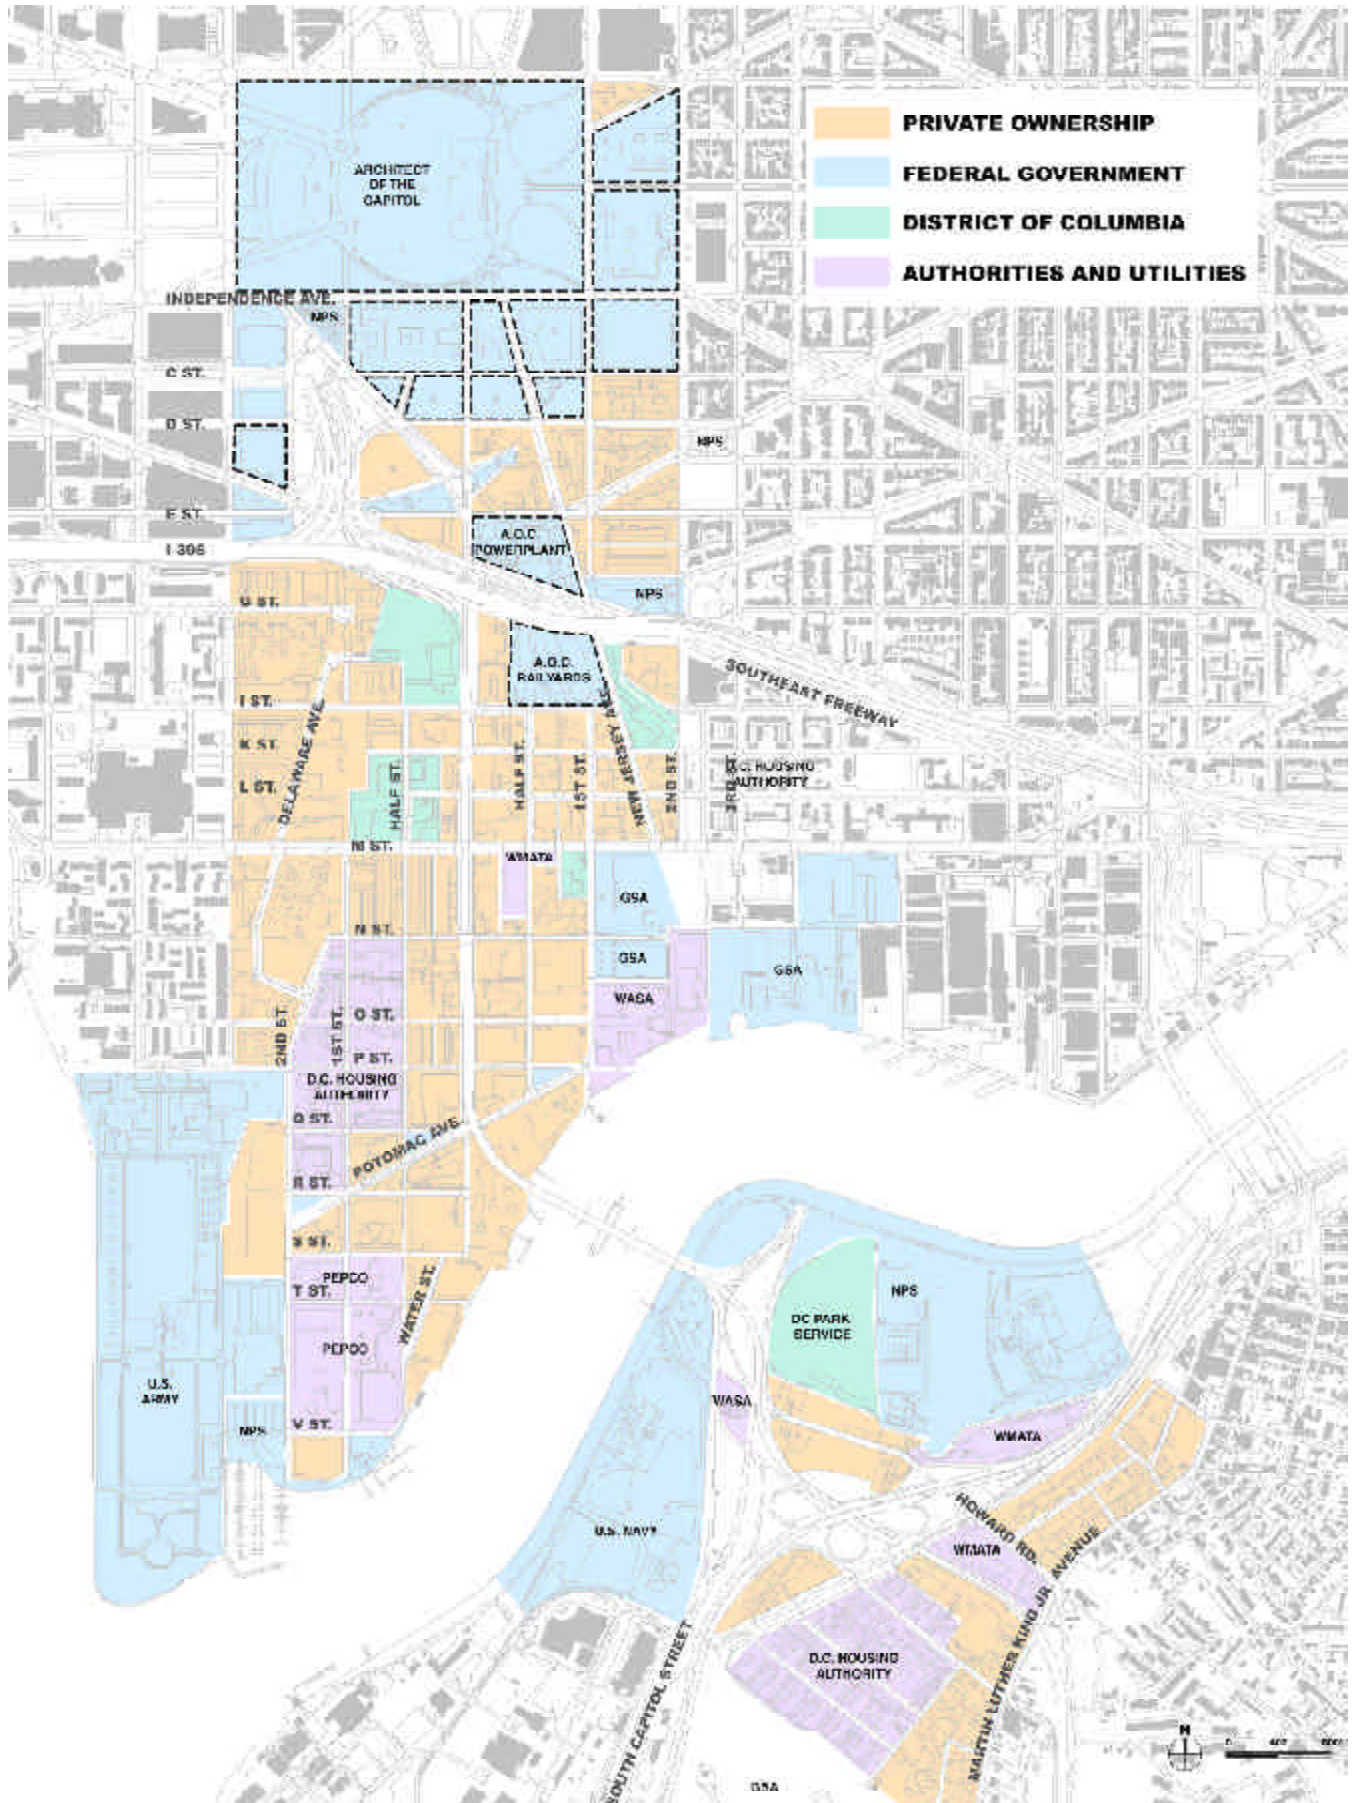 PRIVATE OWNERSHIP
FEDERAL GOVERNMENT
DISTRICT OF COLUMBIA
AUTHORITIES AND UTILITIES
ARCHITECT
OF THE
CAPITOL
INDEPENDENCE AVE.
NPS
C ST.
D ST.
NPS
E ST.
A.O.C.
POWERPLANT
NPS
A.O.C.
RAILYARDS
SOUTHEAST FREEWAY
I ST.
K ST.
L ST.
DELAWARE AVE.
HALF ST.
HALF ST.
1ST ST.
NEW JERSEY AVE.
2ND ST.
3RD ST.
D.C. HOUSING
AUTHORITY
M ST.
WMATA
GSA
N ST.
GSA
GSA
WASA
2ND ST.
1ST ST.
O ST.
P ST.
D.C. HOUSING
AUTHORITY
POTOMAC AVE.
R ST.
S ST.
PEPCO
T ST.
WATER ST.
PEPCO
NPS
DC PARK
SERVICE
U.S.
ARMY
WASA
V ST.
NPS
WMATA
U.S. NAVY
HOWARD RD.
WMATA
MARTIN LUTHER KING JR. AVENUE
D.C. HOUSING
AUTHORITY
SOUTH CAPITOL STREET
GSA
N
0